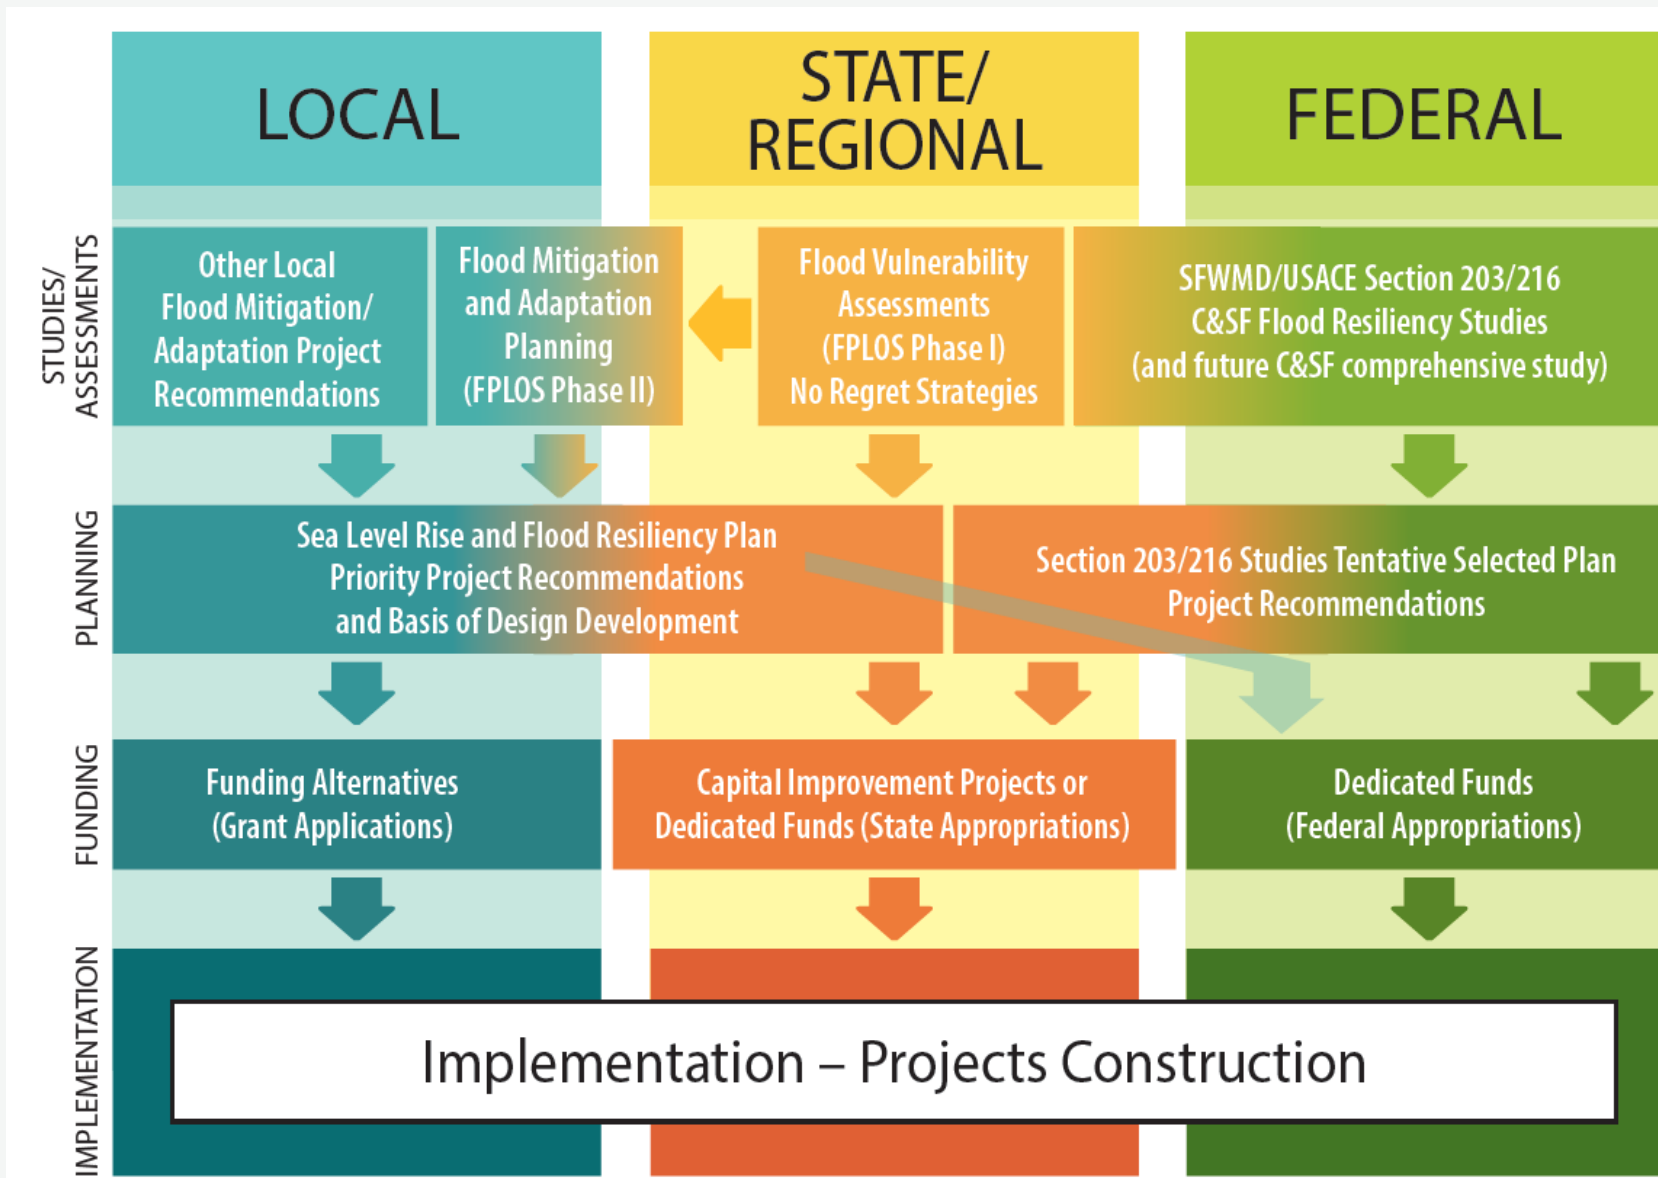 LOCAL
STATE/
REGIONAL
FEDERAL
STUDIES/
ASSESSMENTS
Other Local
Flood Mitigation/
Adaptation Project
Recommendations
Flood Mitigation
and Adaptation
Planning
(FPLOS Phase II)
Flood Vulnerability
Assessments
(FPLOS Phase I)
No Regret Strategies
SFWMD/USACE Section 203/216
C&SF Flood Resiliency Studies
(and future C&SF comprehensive study)
PLANNING
Sea Level Rise and Flood Resiliency Plan
Priority Project Recommendations
and Basis of Design Development
Section 203/216 Studies Tentative Selected Plan
Project Recommendations
FUNDING
Funding Alternatives
(Grant Applications)
Capital Improvement Projects or
Dedicated Funds (State Appropriations)
Dedicated Funds
(Federal Appropriations)
IMPLEMENTATION
Implementation – Projects Construction